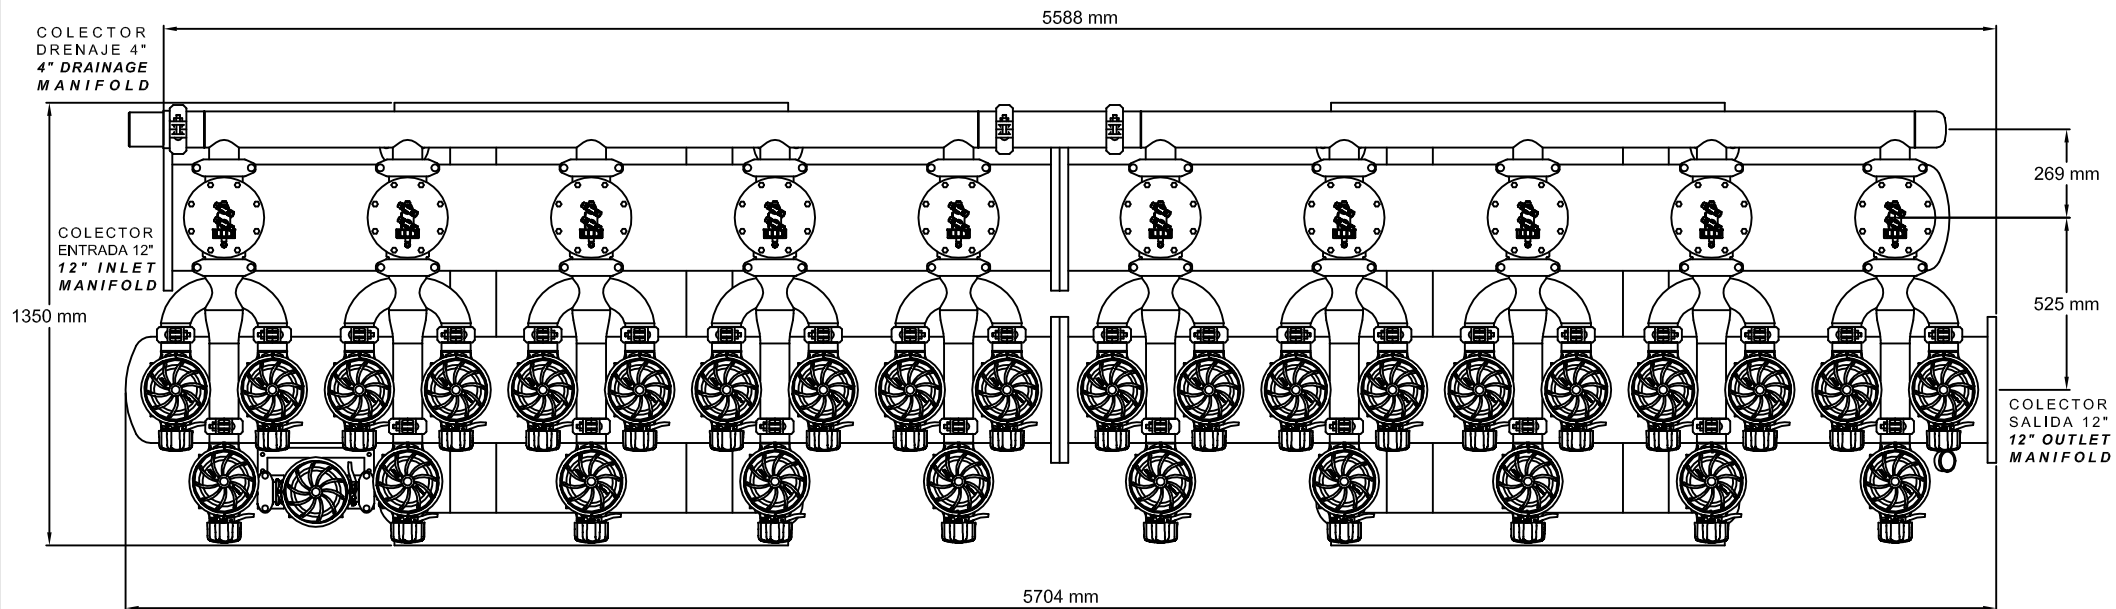 5588 mm
COLECTOR
DRENAJE 4"
4" DRAINAGE
MANIFOLD
269 mm
COLECTOR
ENTRADA 12"
12" INLET
MANIFOLD
1350 mm
525 mm
COLECTOR
SALIDA 12"
12" OUTLET
MANIFOLD
5704 mm